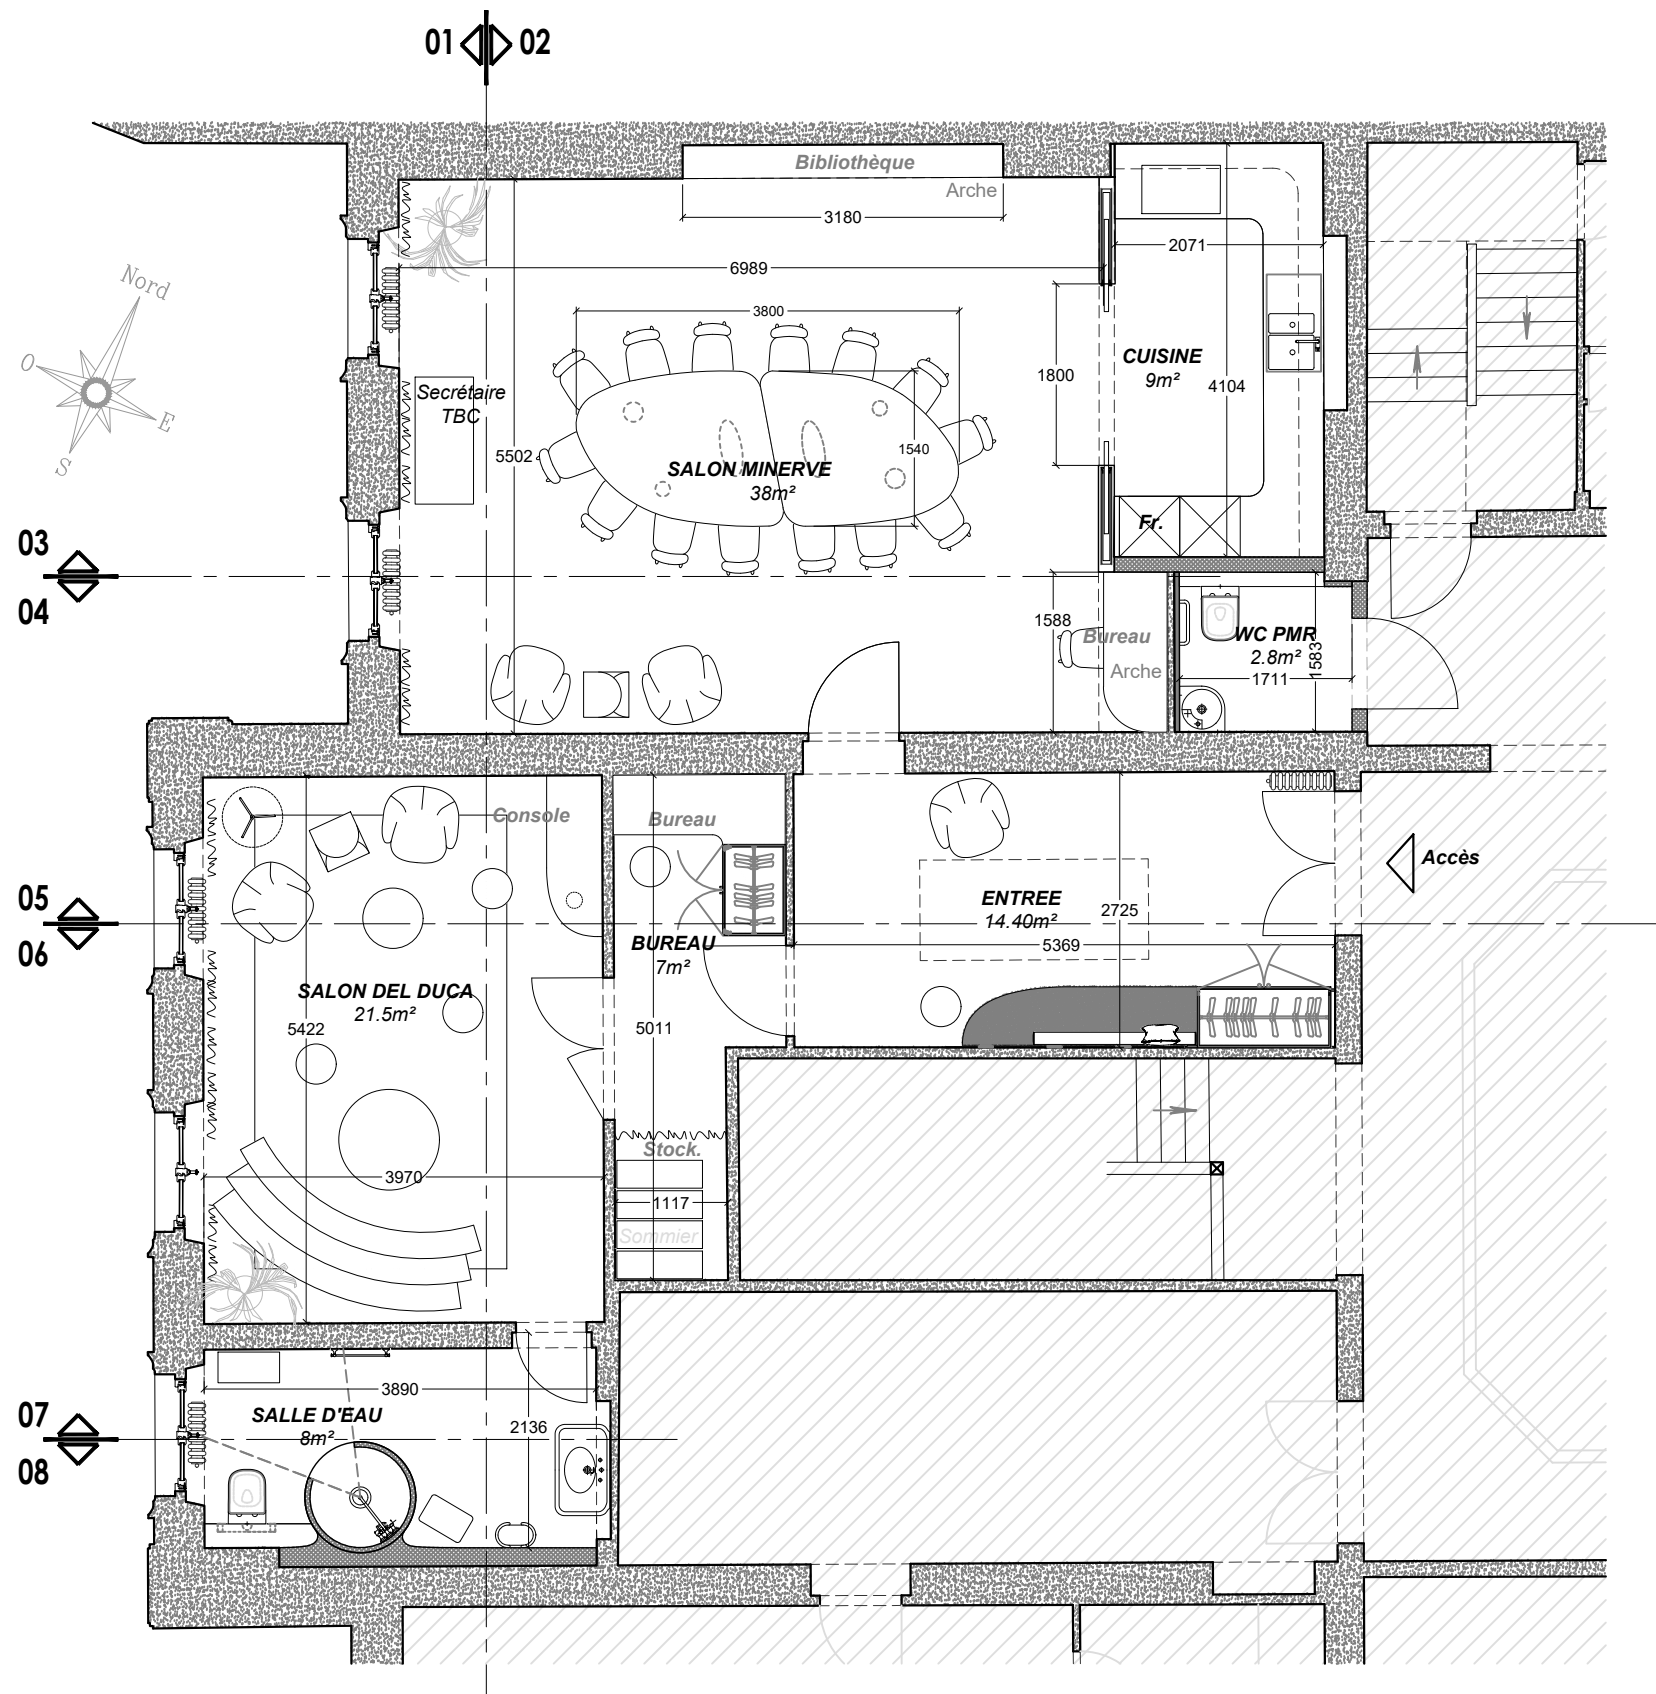 01 02
Bibliothèque
Arche
3180
2071
6989
Nord
O
E
S
3800
CUISINE
9m²
1800
4104
Secrétaire
TBC
5502
1540
SALON MINERVE
38m²
Fr.
03
04
1588
Bureau
Arche
WC PMR
2.8m²
1583
1711
Console
Bureau
Accès
05
06
ENTREE
14.40m²
2725
5369
BUREAU
7m²
SALON DEL DUCA
21.5m²
5422
5011
Stock.
3970
1117
Sommier
3890
SALLE D'EAU
8m²
2136
07
08